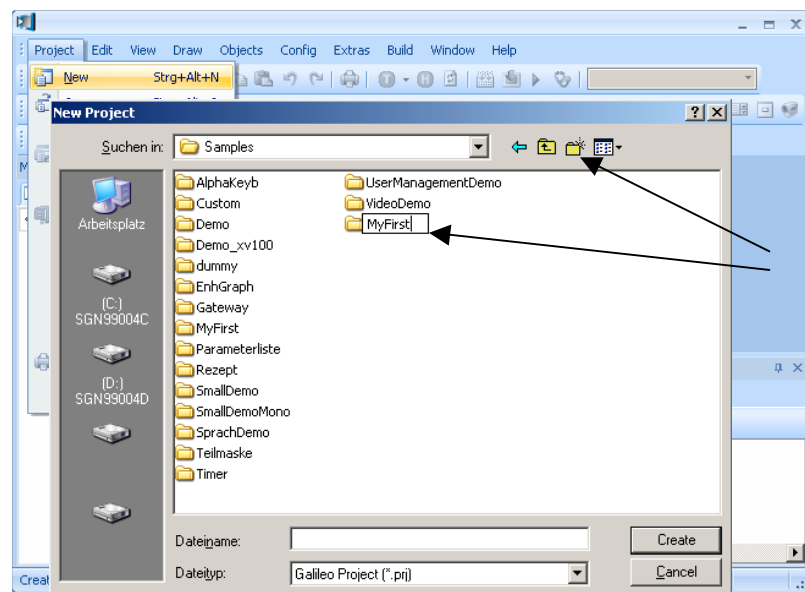 Project Edit View Draw Objects Config Extras Build Window Help
New Strg+Alt+N
New Project
Suchen in: Samples
Arbeitsplatz
(C:)
SGN99004C
(D:)
SGN99004D
AlphaKeyb
Custom
Demo
Demo_xv100
dummy
EnhGraph
Gateway
MyFirst
Parameterliste
Rezept
SmallDemo
SmallDemoMono
SprachDemo
Teilmaske
Timer
UserManagementDemo
VideoDemo
MyFirst
Dateiname:
Create
Dateityp: Galileo Project (*.prj)
Cancel
Creat